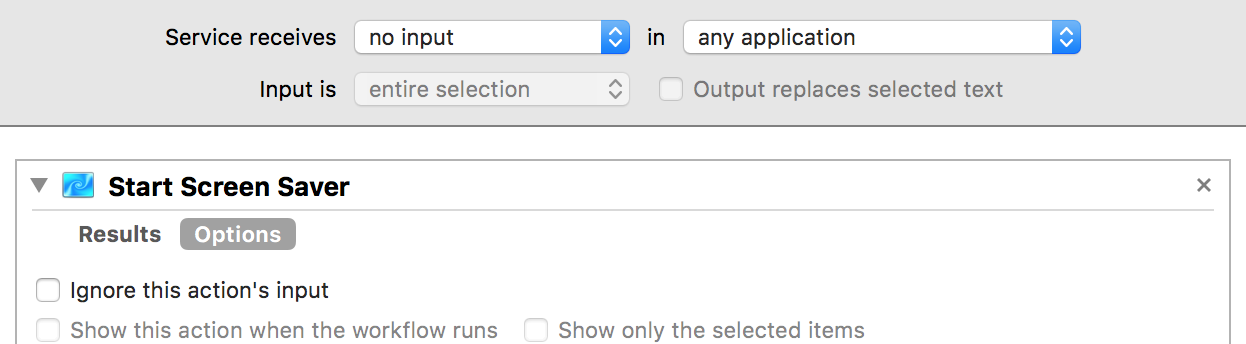 Service receives no input in any application
Input is entire selection Output replaces selected text
Start Screen Saver
Results Options
Ignore this action's input
Show this action when the workflow runs Show only the selected items